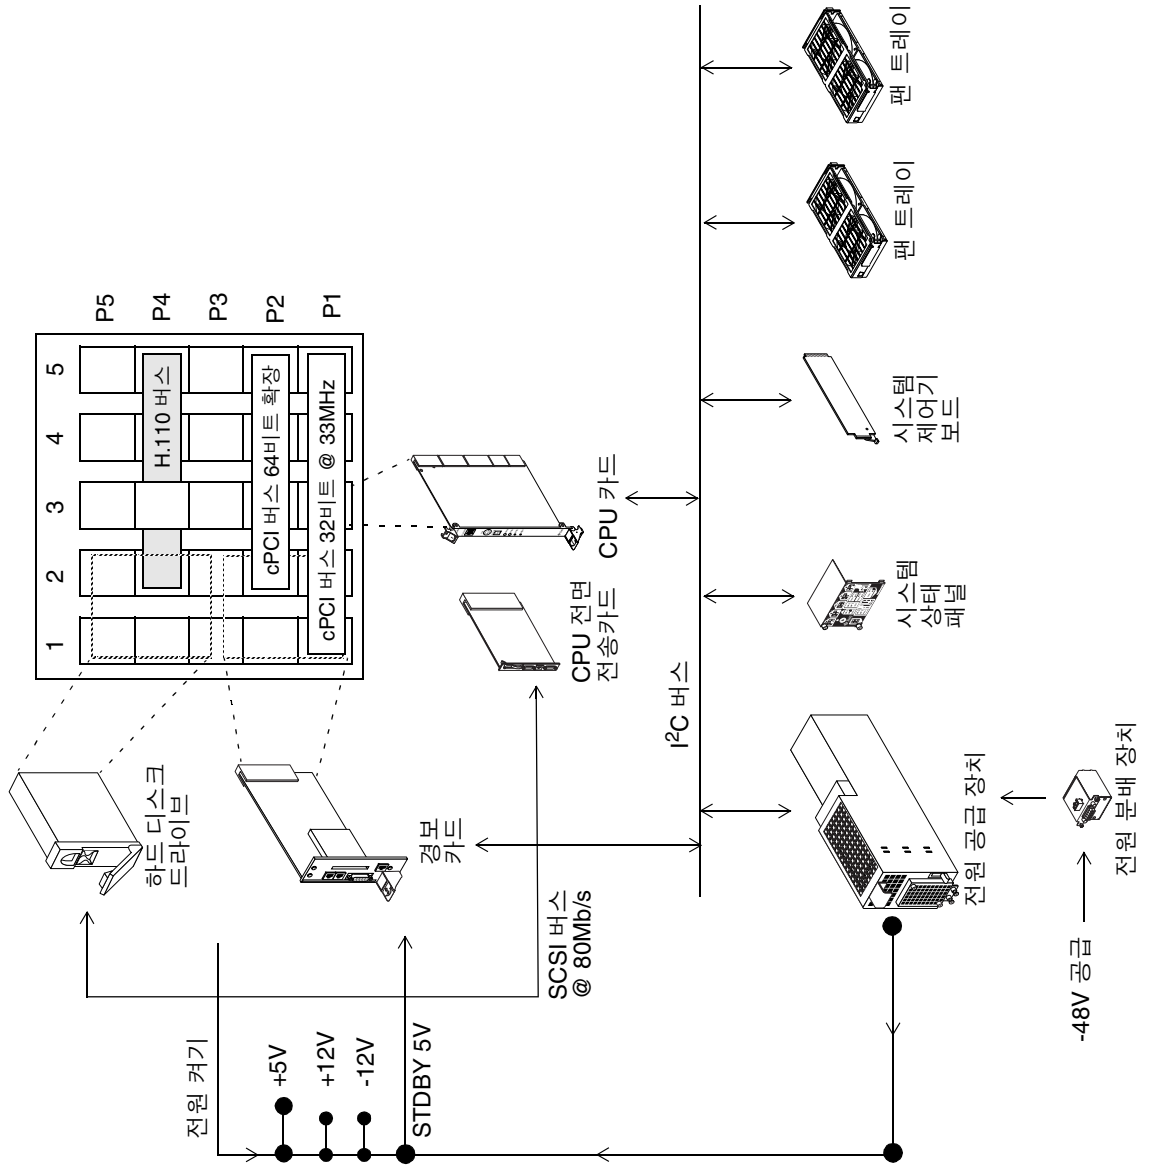 1
2
3
4
5
P5
P4
P3
P2
P1
H.110 버스
cPCI 버스 64비트 확장
cPCI 버스 32비트 @ 33MHz
하드 디스크
드라이브
경보
카드
CPU 전면
전송카드
CPU 카드
SCSI 버스
@ 80Mb/s
전원 켜기
+5V
+12V
-12V
STDBY 5V
I²C 버스
전원 공급 장치
시스템
상태
패널
시스템
제어기
보드
팬 트레이
팬 트레이
-48V 공급
전원 분배 장치